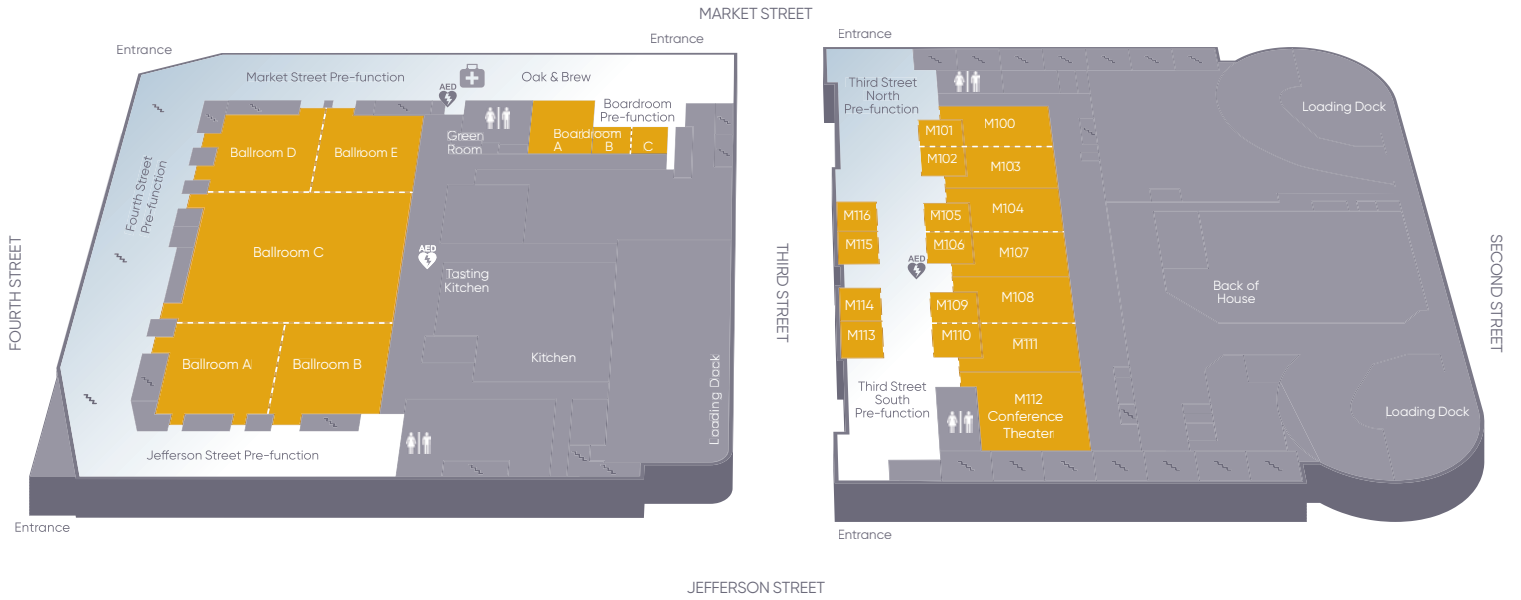 MARKET STREET
Entrance
Entrance
Entrance
Market Street Pre-function
Oak & Brew
AED
Boardroom
Pre-function
Green
Room
Boardroom
A
B
C
Ballroom D
Ballroom E
Fourth Street
Pre-function
Ballroom C
AED
Tasting
Kitchen
FOURTH STREET
Ballroom A
Ballroom B
Kitchen
Loading Dock
Jefferson Street Pre-function
Entrance
THIRD STREET
Third Street
North
Pre-function
M101
M100
M102
M103
M116
M105
M104
M115
M106
M107
AED
M114
M109
M108
M113
M110
M111
Third Street
South
Pre-function
M112
Conference
Theater
Loading Dock
Back of
House
Loading Dock
SECOND STREET
Entrance
JEFFERSON STREET